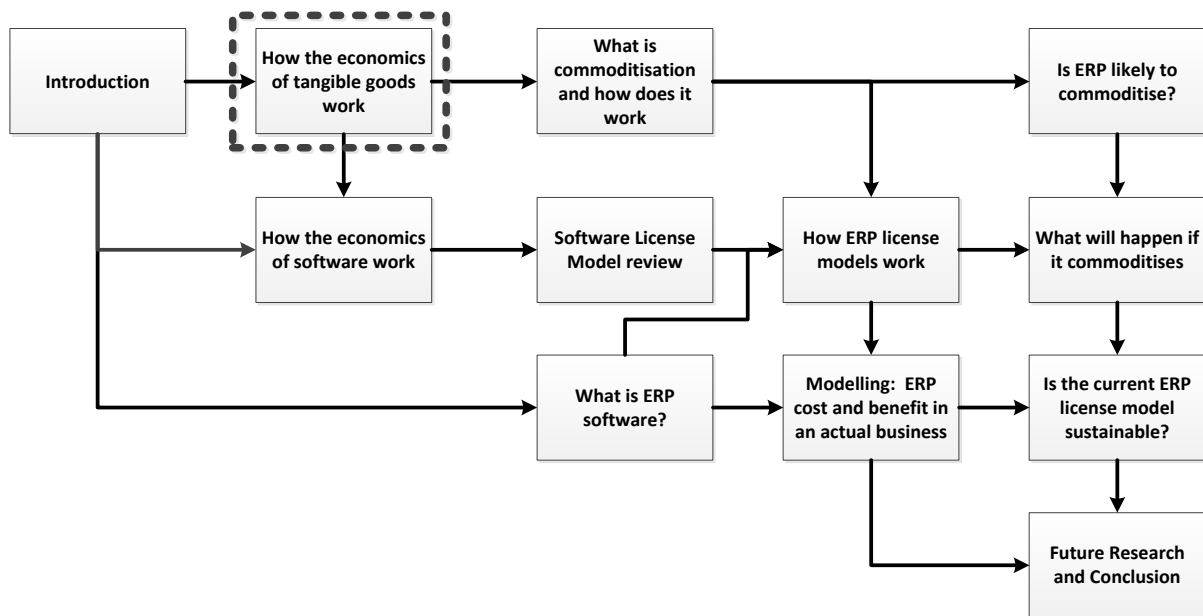 Introduction
How the economics
of tangible goods
work
What is
commoditisation
and how does it
work
Is ERP likely to
commoditise?
How the economics
of software work
Software License
Model review
How ERP license
models work
What will happen if
it commoditises
What is ERP
software?
Modelling:  ERP
cost and benefit in
an actual business
Is the current ERP
license model
sustainable?
Future Research
and Conclusion